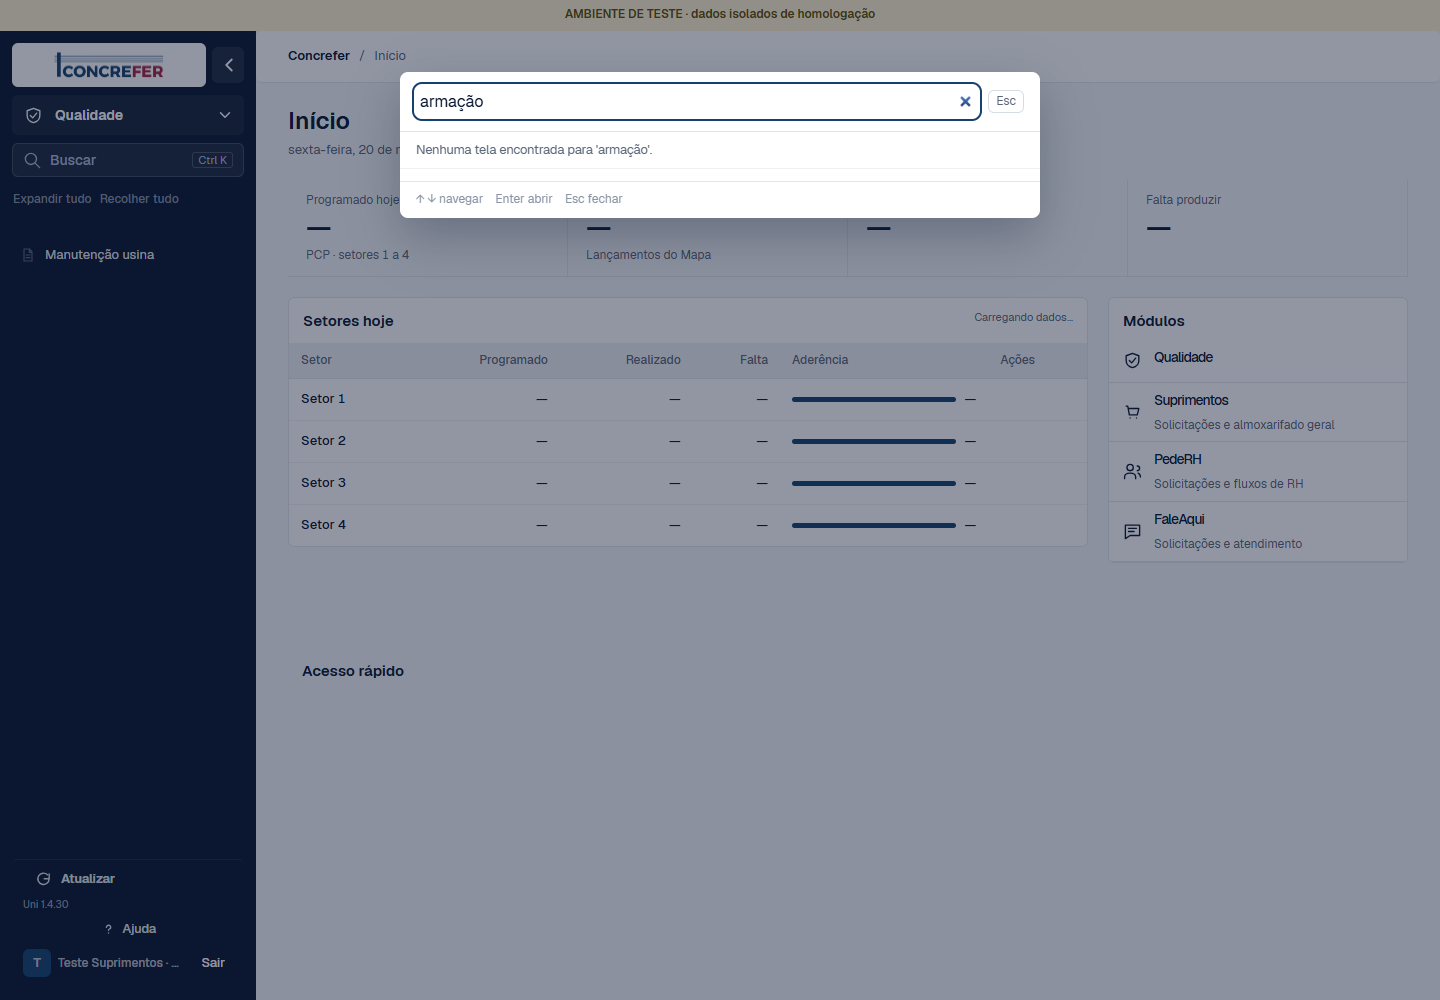 AMBIENTE DE TESTE · dados isolados de homologação
CONCREFER
Qualidade
Buscar
Ctrl K
Expandir tudo
Recolher tudo
Manutenção usina
Atualizar
Uni 1.4.30
? Ajuda
T
Teste Suprimentos · ...
Sair
Concrefer / Início
armação
Esc
Nenhuma tela encontrada para 'armação'.
↑ ↓ navegar Enter abrir Esc fechar
Início
sexta-feira, 20 de
Programado hoje
—
PCP · setores 1 a 4
—
Lançamentos do Mapa
—
Falta produzir
—
Setores hoje
Carregando dados...
Setor Programado Realizado Falta Aderência Ações
Setor 1 — — — —
Setor 2 — — — —
Setor 3 — — — —
Setor 4 — — — —
Módulos
Qualidade
Suprimentos
Solicitações e almoxarifado geral
PedeRH
Solicitações e fluxos de RH
FaleAqui
Solicitações e atendimento
Acesso rápido